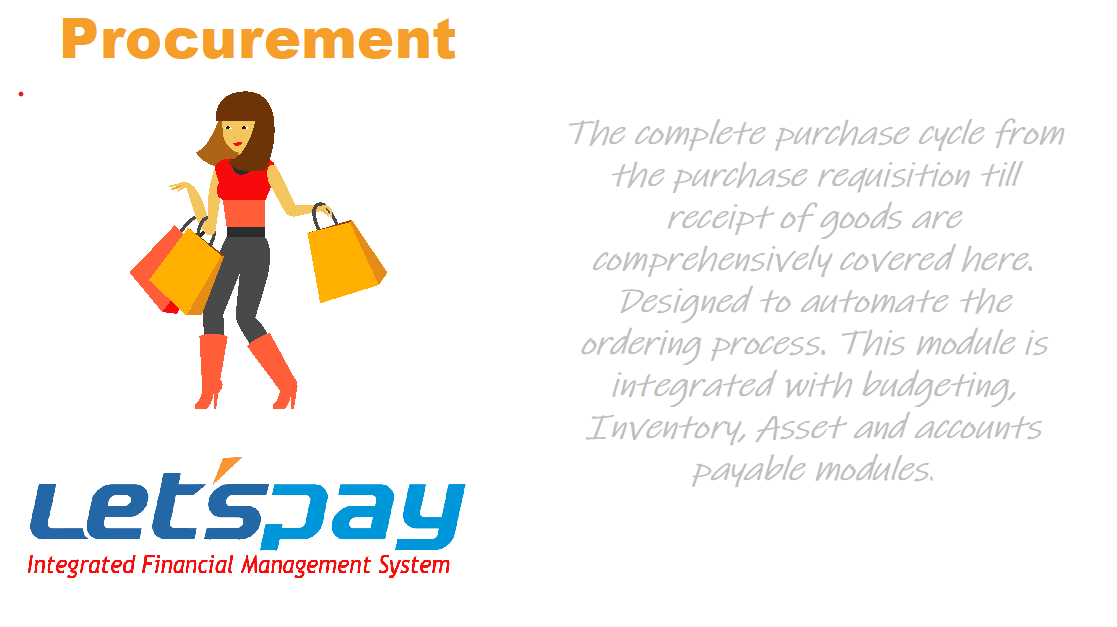 Procurement
The complete purchase cycle from
the purchase requisition till
receipt of goods are
comprehensively covered here.
Designed to automate the
ordering process. This module is
integrated with budgeting,
Inventory, Asset and accounts
payable modules.
Let'spay
Integrated Financial Management System